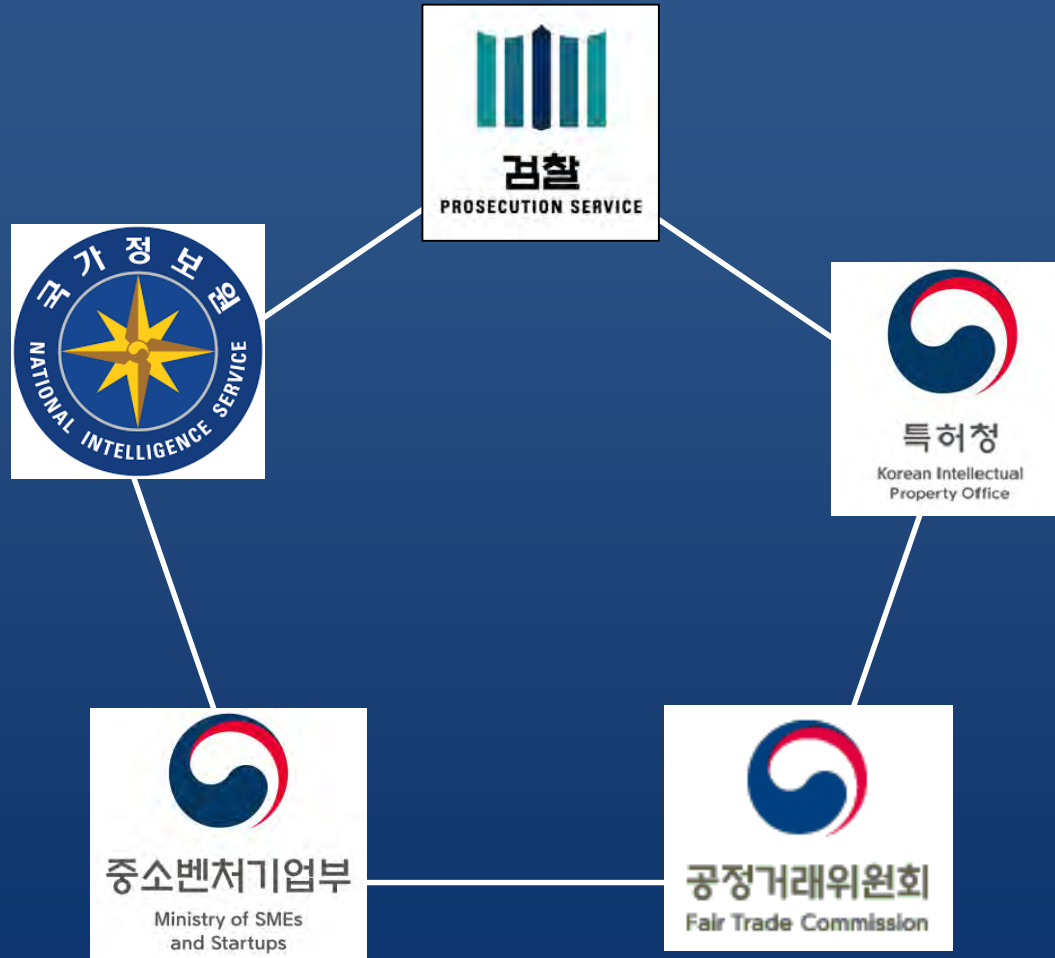 검찰
PROSECUTION SERVICE
국가정보원
NATIONAL INTELLIGENCE SERVICE
특허청
Korean Intellectual
Property Office
중소벤처기업부
Ministry of SMEs
and Startups
공정거래위원회
Fair Trade Commission